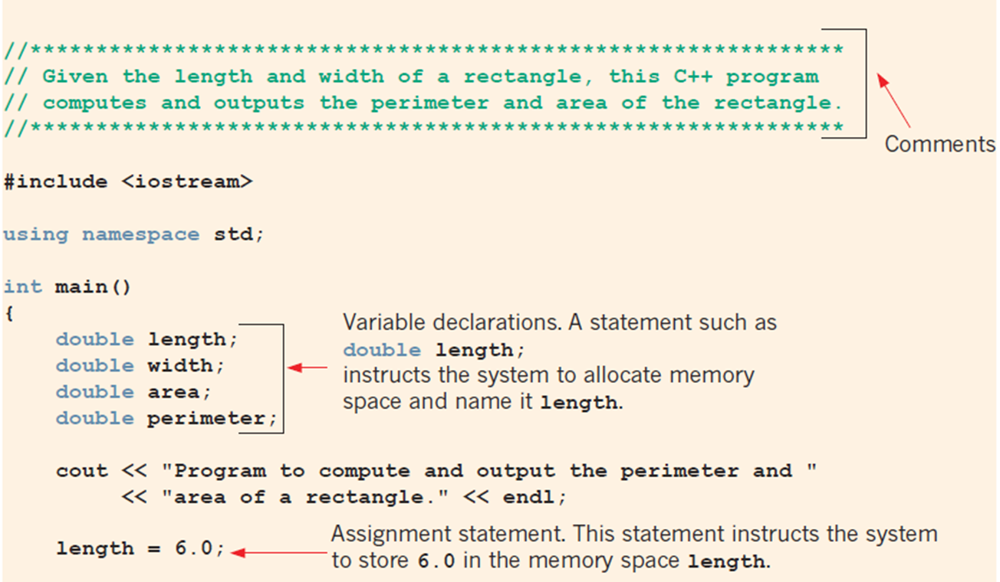 //**************************************************************
// Given the length and width of a rectangle, this C++ program
// computes and outputs the perimeter and area of the rectangle.
//**************************************************************
Comments
#include <iostream>
using namespace std;
int main()
{
double length;
double width;
double area;
double perimeter;
Variable declarations. A statement such as
double length;
instructs the system to allocate memory
space and name it length.
cout << "Program to compute and output the perimeter and "
<< "area of a rectangle." << endl;
length = 6.0;
Assignment statement. This statement instructs the system
to store 6.0 in the memory space length.